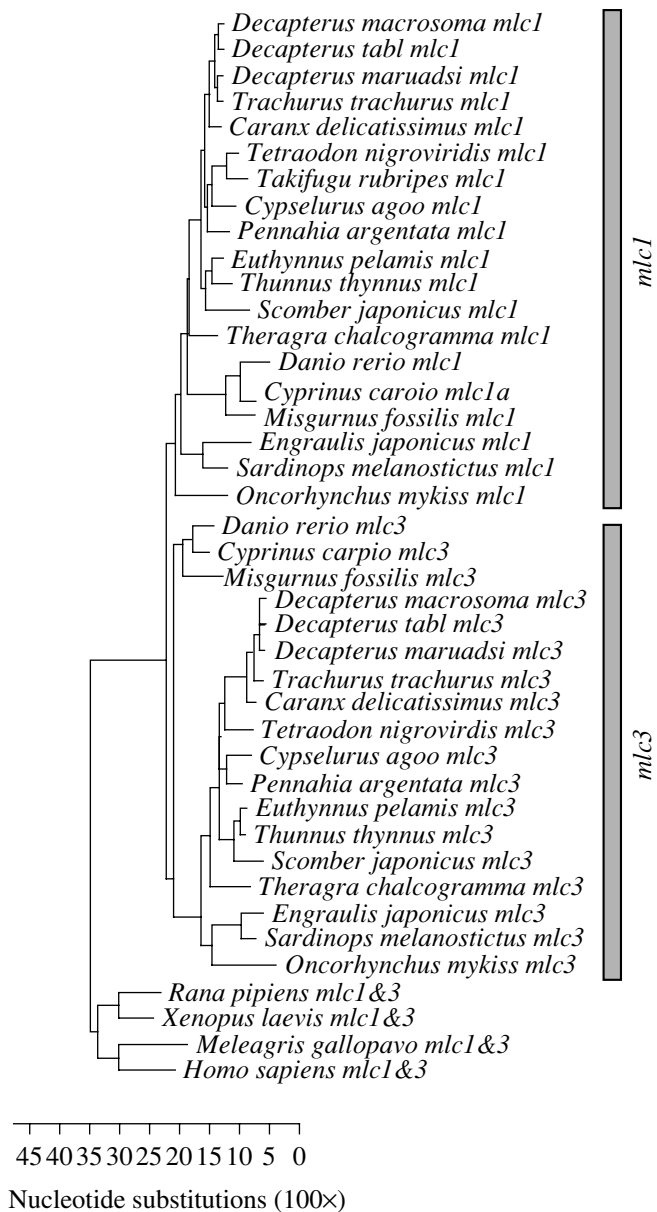 Decapterus macrosoma mlc1
Decapterus tabl mlc1
Decapterus maruadsi mlc1
Trachurus trachurus mlc1
Caranx delicatissimus mlc1
Tetraodon nigroviridis mlc1
Takifugu rubripes mlc1
Cypselurus agoo mlc1
Pennahia argentata mlc1
Euthynnus pelamis mlc1
Thunnus thynnus mlc1
Scomber japonicus mlc1
Theragra chalcogramma mlc1
Danio rerio mlc1
Cyprinus caroio mlc1a
Misgurnus fossilis mlc1
Engraulis japonicus mlc1
Sardinops melanostictus mlc1
Oncorhynchus mykiss mlc1
mlc1
Danio rerio mlc3
Cyprinus carpio mlc3
Misgurnus fossilis mlc3
Decapterus macrosoma mlc3
Decapterus tabl mlc3
Decapterus maruadsi mlc3
Trachurus trachurus mlc3
Caranx delicatissimus mlc3
Tetraodon nigrovirdis mlc3
Cypselurus agoo mlc3
Pennahia argentata mlc3
Euthynnus pelamis mlc3
Thunnus thynnus mlc3
Scomber japonicus mlc3
Theragra chalcogramma mlc3
Engraulis japonicus mlc3
Sardinops melanostictus mlc3
Oncorhynchus mykiss mlc3
mlc3
Rana pipiens mlc1&3
Xenopus laevis mlc1&3
Meleagris gallopavo mlc1&3
Homo sapiens mlc1&3
45 40 35 30 25 20 15 10 5 0
Nucleotide substitutions (100×)